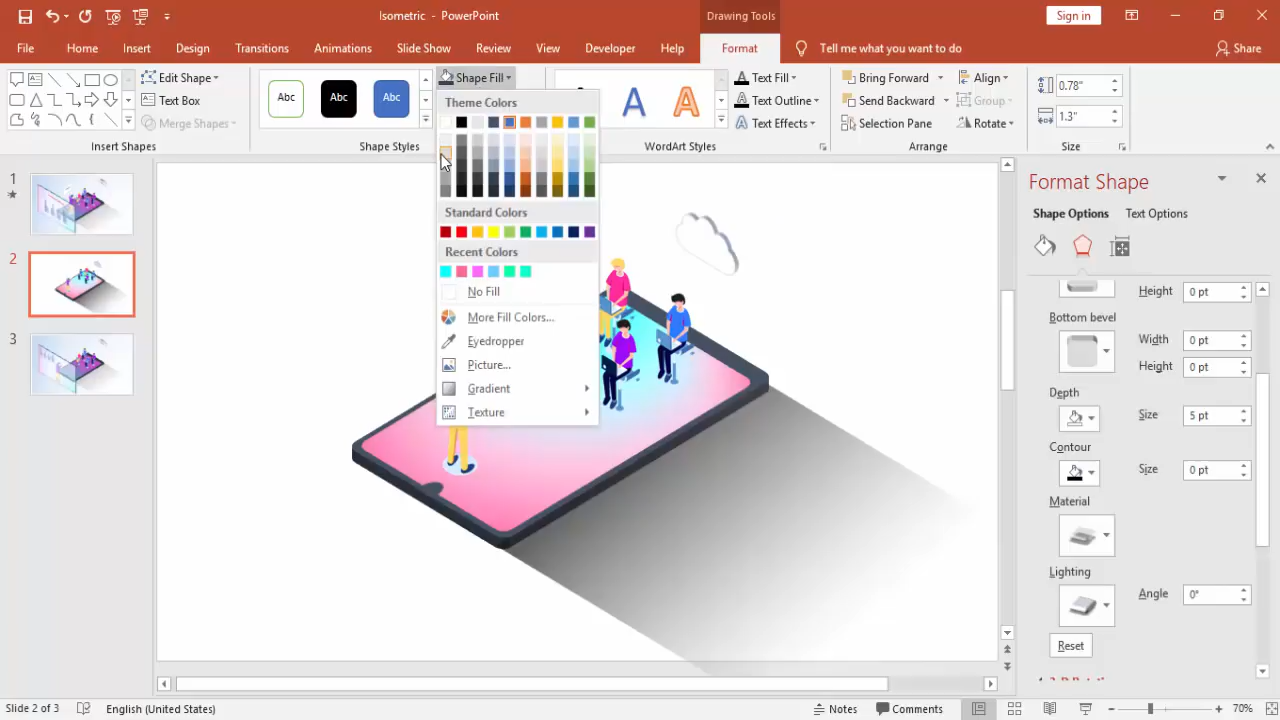 Isometric - PowerPoint
Drawing Tools
Sign in
File Home Insert Design Transitions Animations Slide Show Review View Developer Help Format Tell me what you want to do Share
Edit Shape
Text Box
Merge Shapes
Insert Shapes
Abc Abc Abc
Shape Fill
Shape Styles
A A
Text Fill
Text Outline
Text Effects
WordArt Styles
Bring Forward
Send Backward
Selection Pane
Align
Group
Rotate
Arrange
0.78"
1.3"
Size
Theme Colors
Standard Colors
Recent Colors
No Fill
More Fill Colors...
Eyedropper
Picture...
Gradient
Texture
1
2
3
Format Shape
Shape Options Text Options
Height 0 pt
Bottom bevel
Width 0 pt
Height 0 pt
Depth
Size 5 pt
Contour
Size 0 pt
Material
Lighting
Angle 0°
Reset
Slide 2 of 3 English (United States) Notes Comments 70%